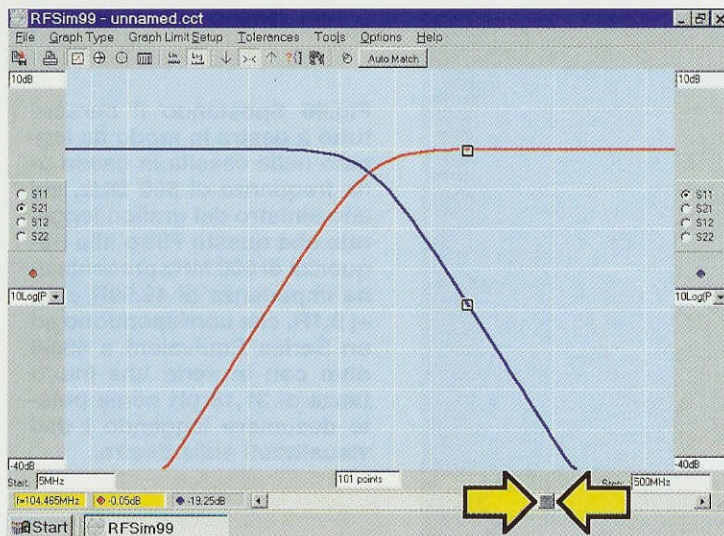 RFSim99 - unnamed.cct
File Graph Type Graph Limit Setup Tolerances Tools Options Help
Lin Log Auto Match
10dB 10dB
S11 S11
S21 S21
S12 S12
S22 S22
10Log(P 10Log(P
-40dB -40dB
Start: 5MHz 101 points Stop: 500MHz
f=104.465MHz -0.05dB -19.25dB
Start RFSim99